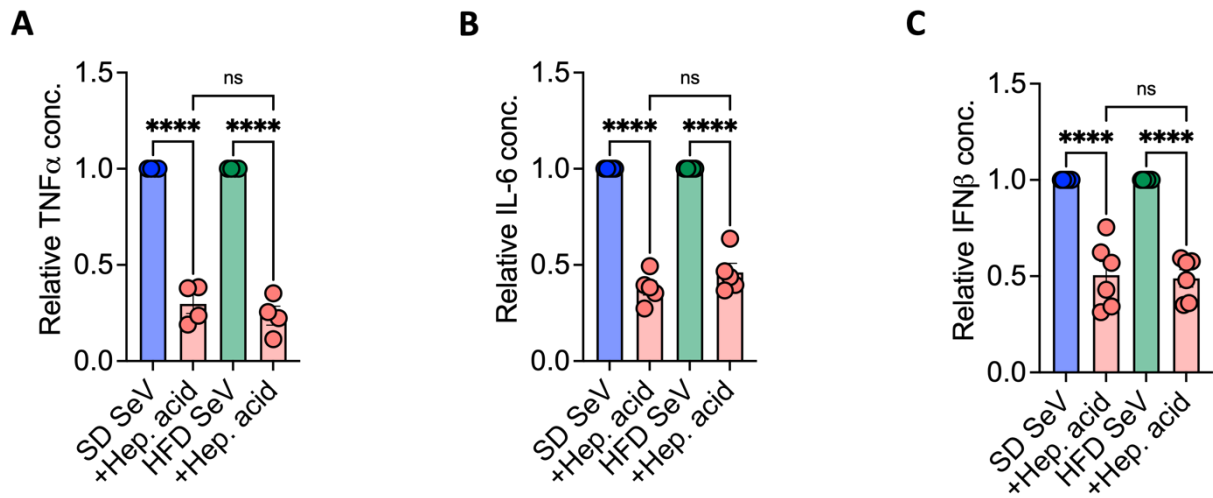 A
Relative TNFα conc.
1.5
1.0
0.5
0.0
ns
**** ****
SD SeV
+Hep. acid
HFD SeV
+Hep. acid
B
Relative IL-6 conc.
1.5
1.0
0.5
0.0
ns
**** ****
SD SeV
+Hep. acid
HFD SeV
+Hep. acid
C
Relative IFNβ conc.
1.5
1.0
0.5
0.0
ns
**** ****
SD SeV
+Hep. acid
HFD SeV
+Hep. acid